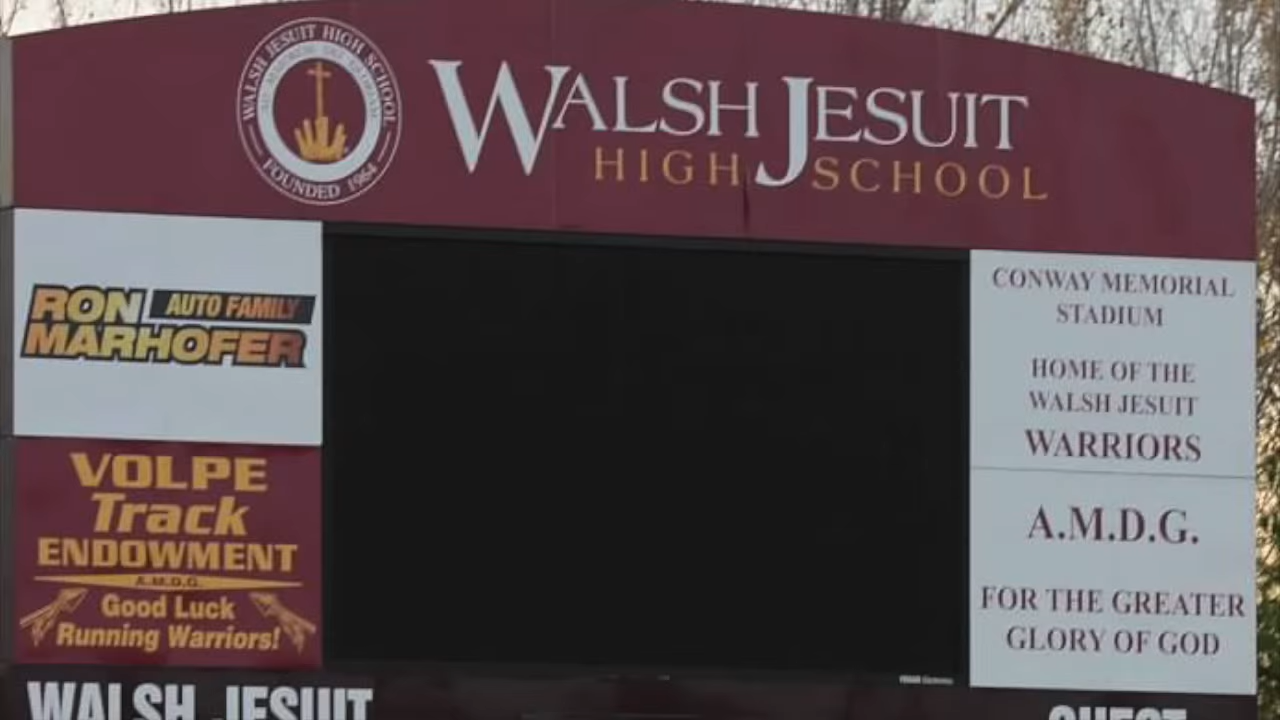 WALSH JESUIT HIGH SCHOOL
FOUNDED 1964
WALSH JESUIT
HIGH SCHOOL
RON AUTO FAMILY
MARHOFER
VOLPE
Track
ENDOWMENT
A.M.D.G.
Good Luck
Running Warriors!
CONWAY MEMORIAL
STADIUM
HOME OF THE
WALSH JESUIT
WARRIORS
A.M.D.G.
FOR THE GREATER
GLORY OF GOD
WALSH JESUIT
GUEST